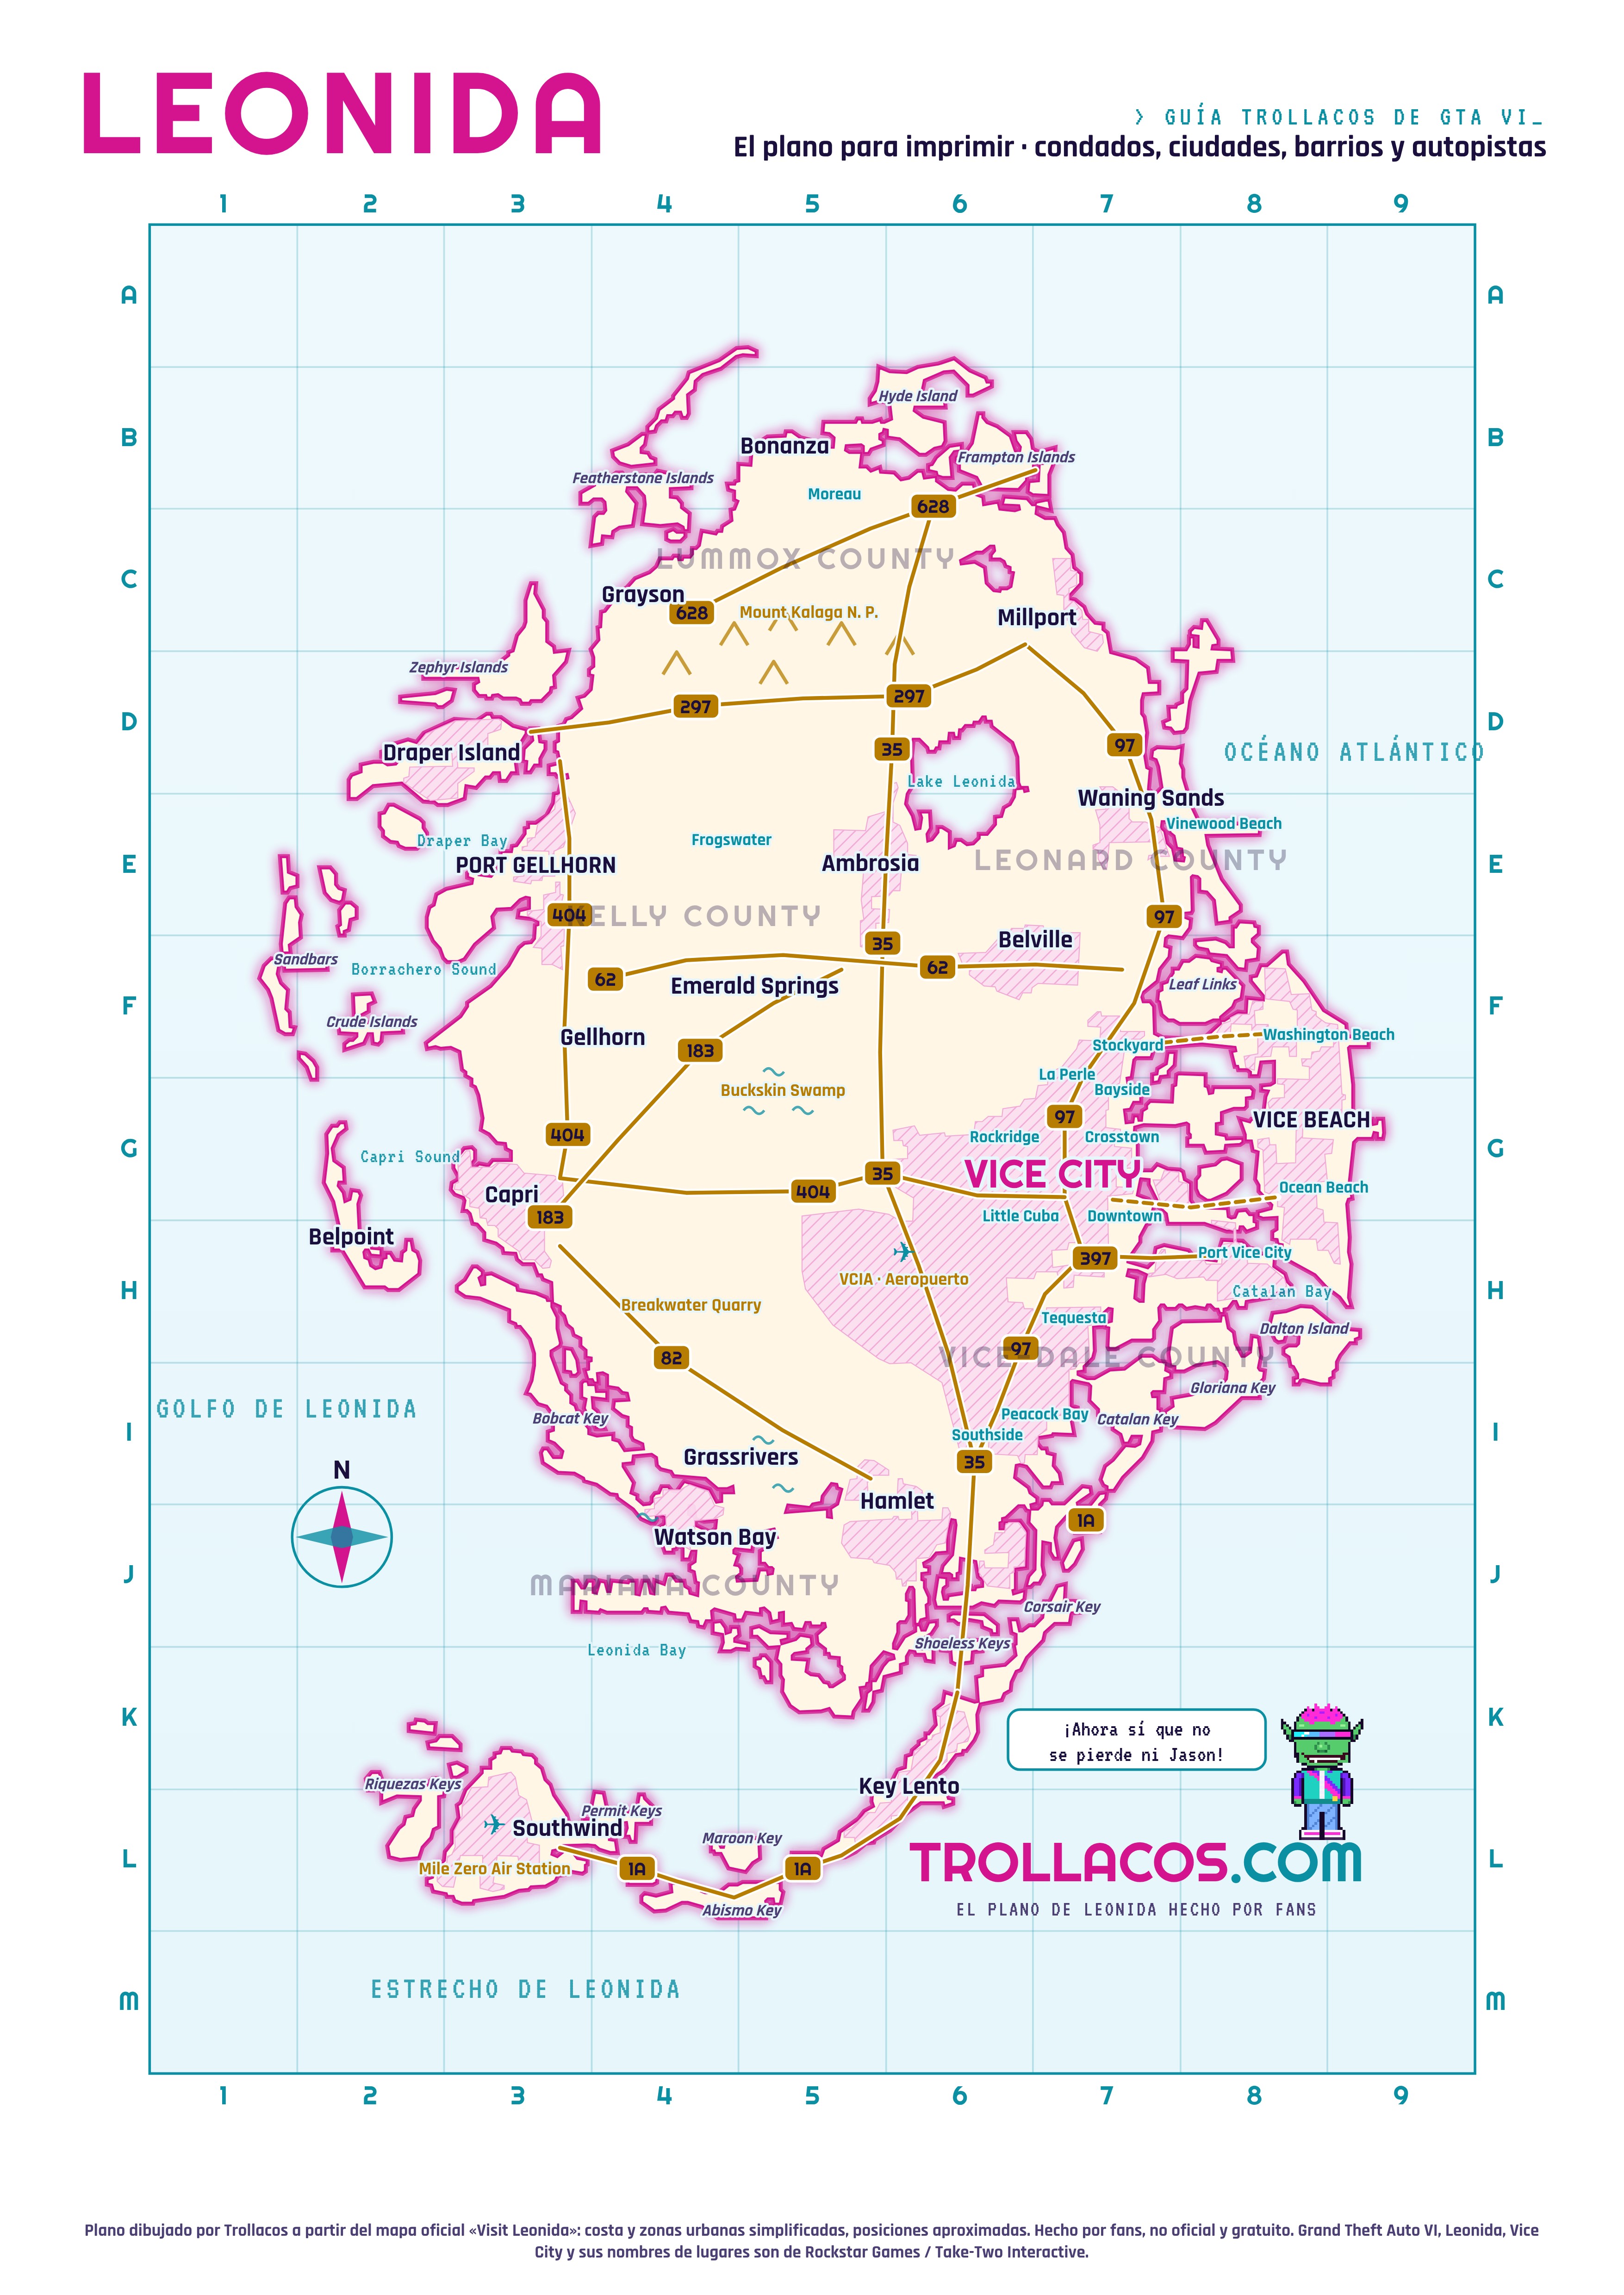 LEONIDA
> GUÍA TROLLACOS DE GTA VI_
El plano para imprimir · condados, ciudades, barrios y autopistas
1 2 3 4 5 6 7 8 9
A A
Hyde Island
B B
Bonanza
Frampton Islands
Featherstone Islands
Moreau
628
LUMMOX COUNTY
C C
Grayson
628
Mount Kalaga N. P.
Millport
Zephyr Islands
297
297
D D
35
97
Draper Island
OCÉANO ATLÁNTICO
Lake Leonida
Waning Sands
Vinewood Beach
Draper Bay
Frogswater
E E
PORT GELLHORN
Ambrosia
LEONARD COUNTY
404
KELLY COUNTY
97
35
Belville
Sandbars
Borrachero Sound
62
62
Emerald Springs
Leaf Links
F F
Crude Islands
Gellhorn
183
Washington Beach
Stockyard
La Perle
Buckskin Swamp
Bayside
97
VICE BEACH
404
Rockridge
Crosstown
G G
Capri Sound
35
VICE CITY
404
Capri
Ocean Beach
183
Little Cuba
Downtown
Belpoint
397
Port Vice City
VCIA · Aeropuerto
H H
Catalan Bay
Breakwater Quarry
Tequesta
Dalton Island
97
82
VICE-DALE COUNTY
Gloriana Key
GOLFO DE LEONIDA
Bobcat Key
Peacock Bay
Catalan Key
I I
Southside
Grassrivers
35
N
Hamlet
1A
Watson Bay
J J
MARIANA COUNTY
Corsair Key
Shoeless Keys
Leonida Bay
K K
¡Ahora sí que no
se pierde ni Jason!
Riquezas Keys
Key Lento
Permit Keys
Southwind
Maroon Key
L L
Mile Zero Air Station
1A
1A
TROLLACOS.COM
Abismo Key
EL PLANO DE LEONIDA HECHO POR FANS
ESTRECHO DE LEONIDA
M M
1 2 3 4 5 6 7 8 9
Plano dibujado por Trollacos a partir del mapa oficial «Visit Leonida»: costa y zonas urbanas simplificadas, posiciones aproximadas. Hecho por fans, no oficial y gratuito. Grand Theft Auto VI, Leonida, Vice
City y sus nombres de lugares son de Rockstar Games / Take-Two Interactive.